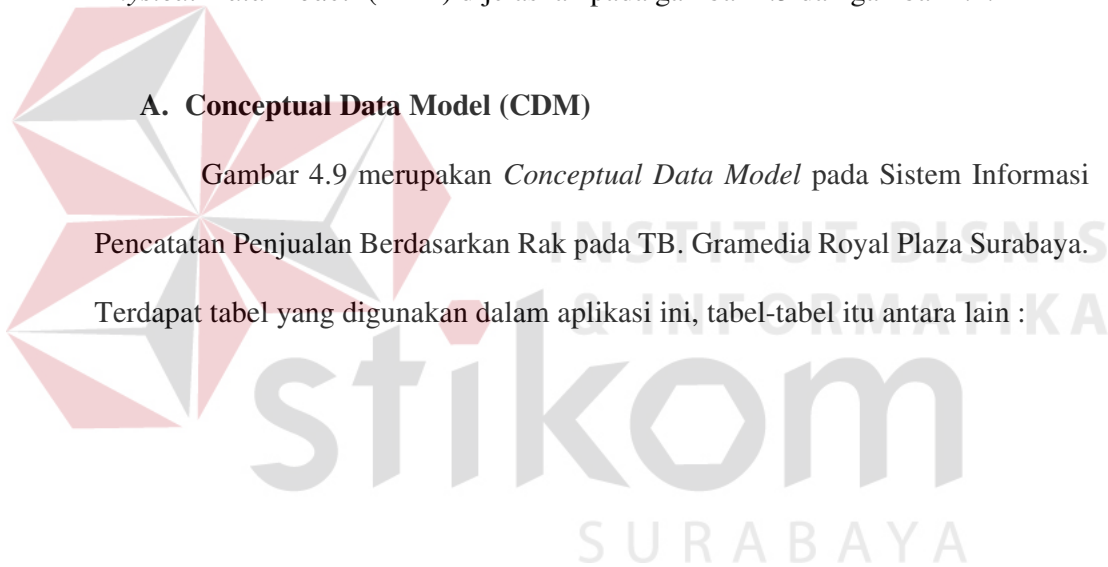 A. Conceptual Data Model (CDM)
Gambar 4.9 merupakan Conceptual Data Model pada Sistem Informasi
Pencatatan Penjualan Berdasarkan Rak pada TB. Gramedia Royal Plaza Surabaya.
Terdapat tabel yang digunakan dalam aplikasi ini, tabel-tabel itu antara lain :
INSTITUT BISNIS
& INFORMATIKA
stikom
SURABAYA